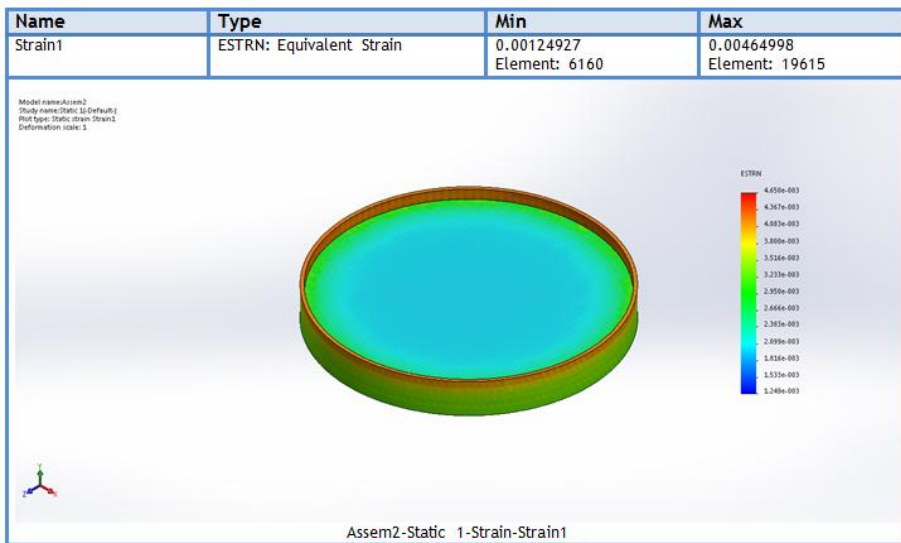 Name Type Min Max
Strain1 ESTRN: Equivalent Strain 0.00124927 0.00464998
Element: 6160 Element: 19615
Model name:Assem2
Study name:Static 1(-Default-)
Plot type: Static strain Strain1
Deformation scale: 1
ESTRN
4.650e-003
4.367e-003
4.083e-003
3.800e-003
3.516e-003
3.233e-003
2.950e-003
2.666e-003
2.383e-003
2.099e-003
1.816e-003
1.533e-003
1.249e-003
Y
Z X
Assem2-Static 1-Strain-Strain1